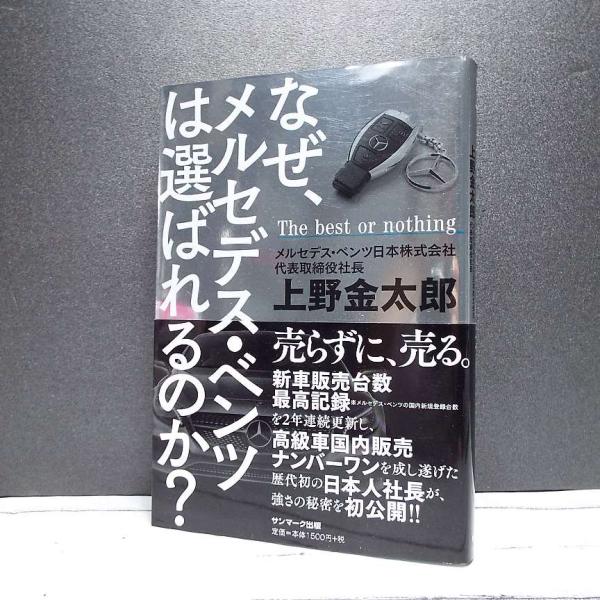 なぜ、
メルセデス・ベンツ
は選ばれるのか?
The best or nothing
メルセデス・ベンツ日本株式会社
代表取締役社長
上野金太郎
売らずに、売る。
新車販売台数
最高記録※メルセデス・ベンツの国内新規登録台数
を2年連続更新し、
高級車国内販売
ナンバーワンを成し遂げた
歴代初の日本人社長が、
強さの秘密を初公開!!
サンマーク出版
定価=本体1500円+税
上野金太郎